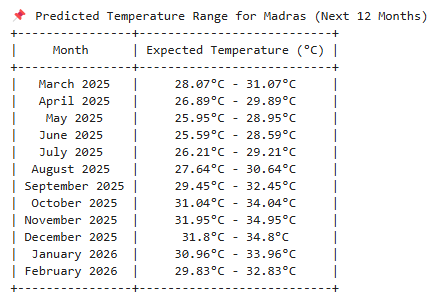 📌 Predicted Temperature Range for Madras (Next 12 Months)
+----------------+---------------------------+
|     Month      | Expected Temperature (°C) |
+----------------+---------------------------+
|   March 2025   |     28.07°C - 31.07°C     |
|   April 2025   |     26.89°C - 29.89°C     |
|    May 2025    |     25.95°C - 28.95°C     |
|   June 2025    |     25.59°C - 28.59°C     |
|   July 2025    |     26.21°C - 29.21°C     |
|  August 2025   |     27.64°C - 30.64°C     |
| September 2025 |     29.45°C - 32.45°C     |
|  October 2025  |     31.04°C - 34.04°C     |
| November 2025  |     31.95°C - 34.95°C     |
| December 2025  |      31.8°C - 34.8°C      |
|  January 2026  |     30.96°C - 33.96°C     |
| February 2026  |     29.83°C - 32.83°C     |
+----------------+---------------------------+